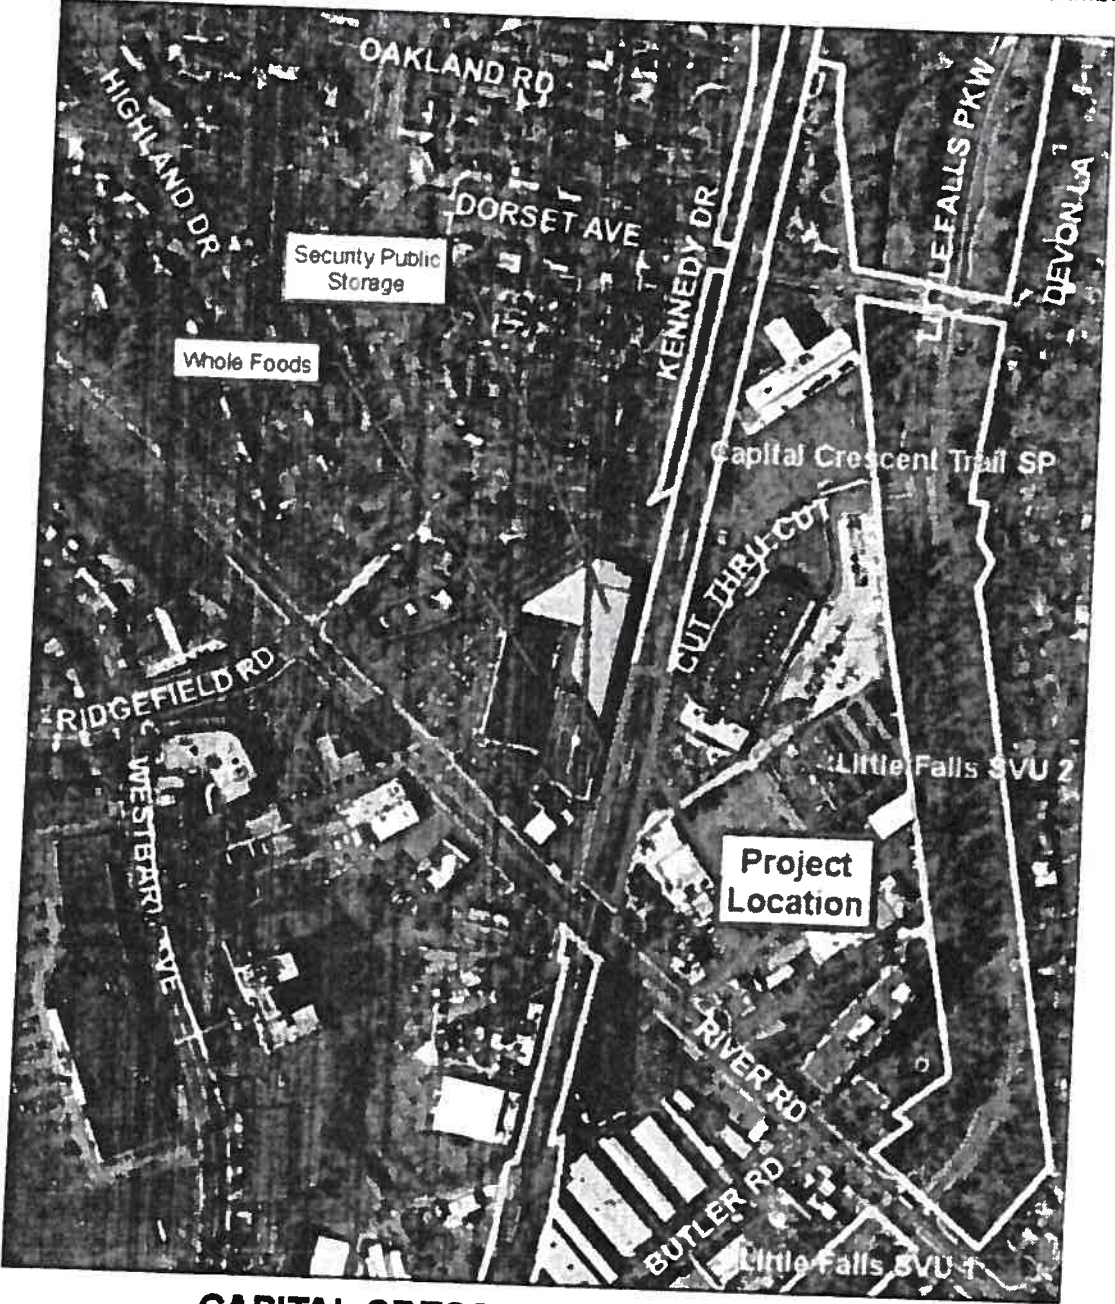 OAKLAND RD
HIGHLAND DR
DORSET AVE
KENNEDY DR
LITTLE FALLS PKW
DEVON LA
Security Public
Storage
Whole Foods
Capital Crescent Trail SP
CUT THRU-CUT
RIDGEFIELD RD
WESTBARD AVE
Little Falls SVU 2
Project
Location
RIVER RD
BUTLER RD
Little Falls SVU 1
CAPITAL